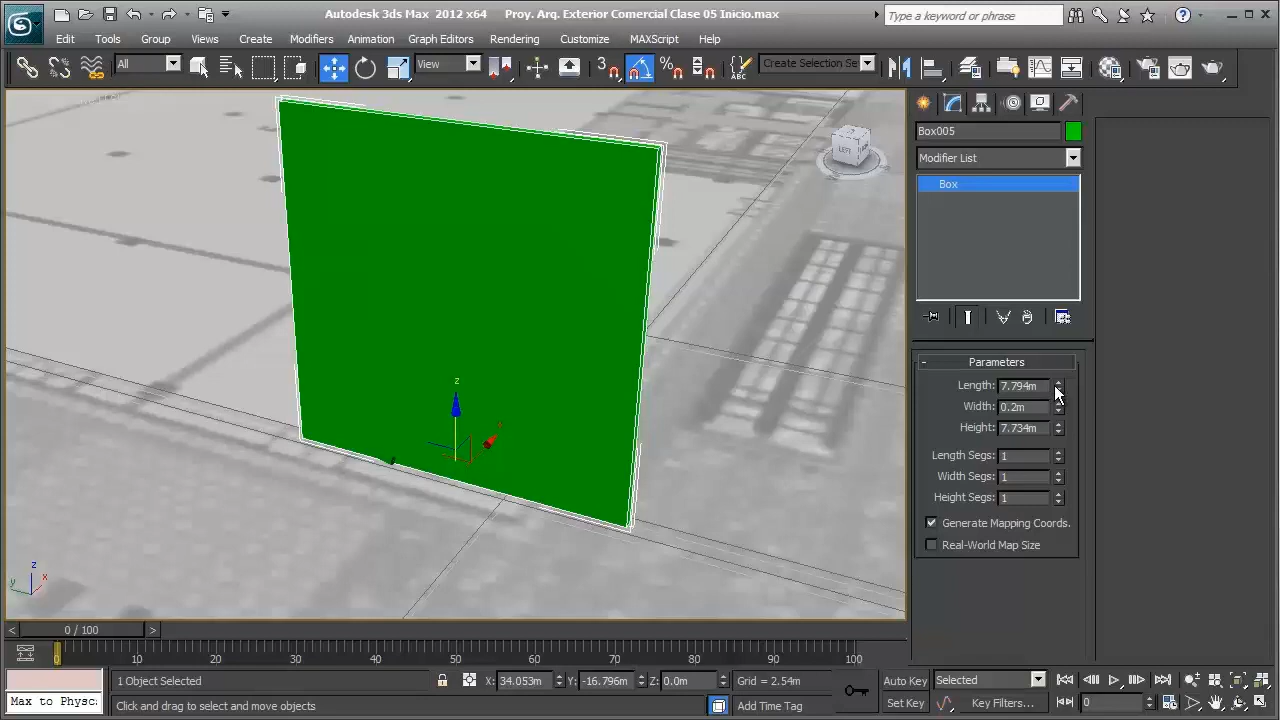 Autodesk 3ds Max 2012 x64 Proy. Arq. Exterior Comercial Clase 05 Inicio.max
Type a keyword or phrase
Edit Tools Group Views Create Modifiers Animation Graph Editors Rendering Customize MAXScript Help
All View 3 Create Selection Se
Box005
Modifier List
Box
LEFT
Parameters
Length: 7.794m
Width: 0.2m
Height: 7.734m
Length Segs: 1
Width Segs: 1
Height Segs: 1
Generate Mapping Coords.
Real-World Map Size
z
z
y x
< 0 / 100 >
0 10 20 30 40 50 60 70 80 90 100
1 Object Selected X: 34.053m Y: -16.796m Z: 0.0m Grid = 2.54m Auto Key Selected
Max to Physc: Click and drag to select and move objects Add Time Tag Set Key Key Filters... 0